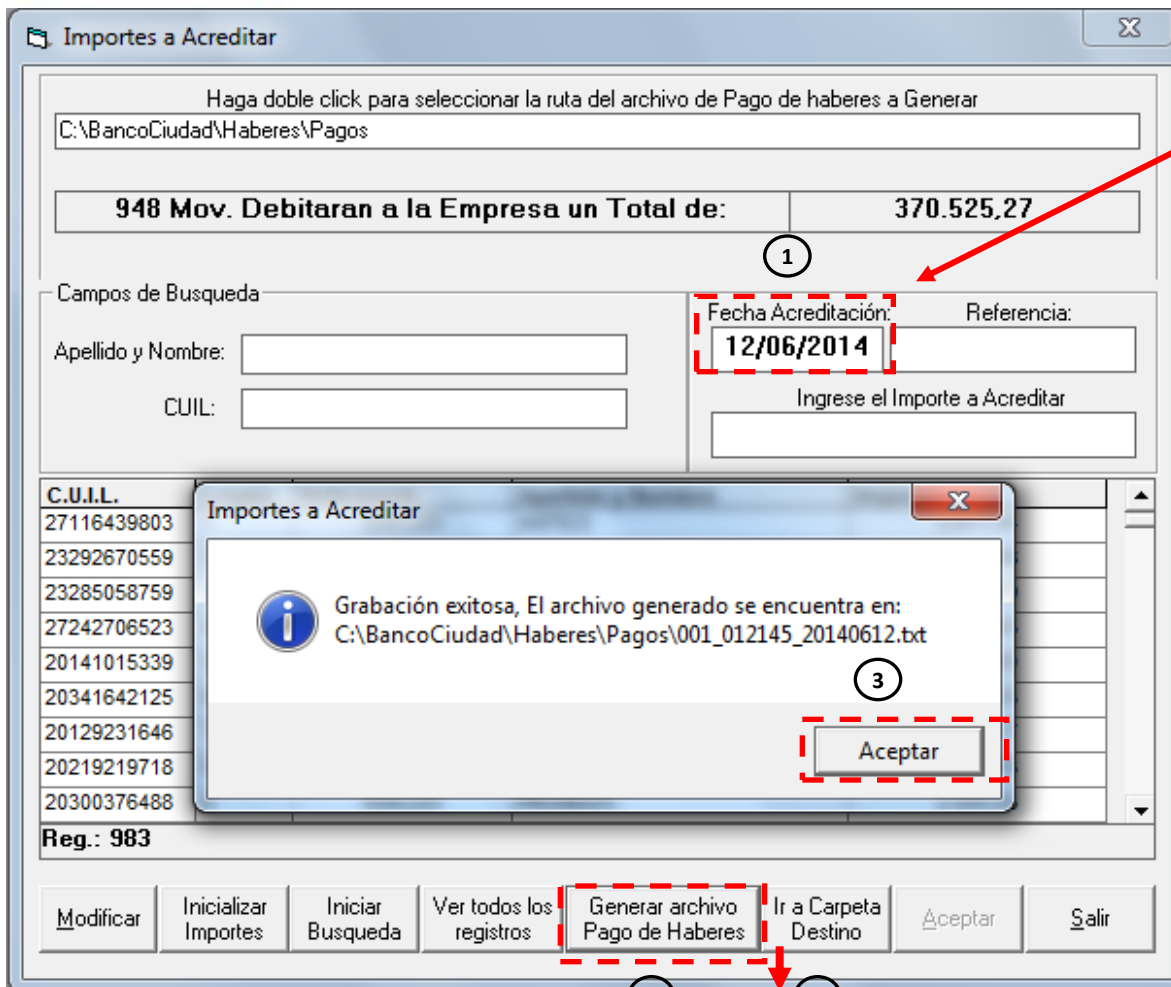 Importes a Acreditar
Haga doble click para seleccionar la ruta del archivo de Pago de haberes a Generar
C:\BancoCiudad\Haberes\Pagos
948 Mov. Debitaran a la Empresa un Total de: 370.525,27
1
Campos de Busqueda
Apellido y Nombre:
CUIL:
Fecha Acreditación: Referencia:
12/06/2014
Ingrese el Importe a Acreditar
C.U.I.L.
27116439803
23292670559
23285058759
27242706523
20141015339
20341642125
20129231646
20219219718
20300376488
Importes a Acreditar
Grabación exitosa, El archivo generado se encuentra en:
C:\BancoCiudad\Haberes\Pagos\001_012145_20140612.txt
3
Aceptar
Reg.: 983
Modificar
Inicializar
Importes
Iniciar
Busqueda
Ver todos los
registros
Generar archivo
Pago de Haberes
Ir a Carpeta
Destino
Aceptar
Salir